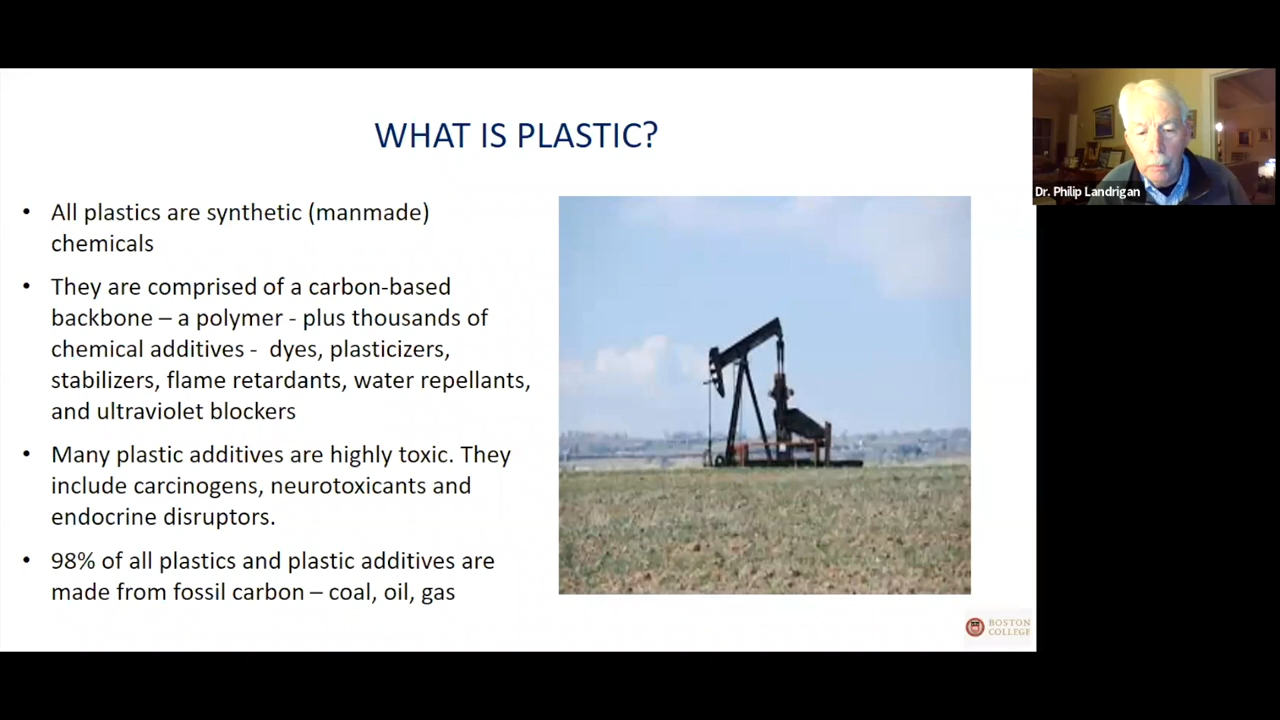 WHAT IS PLASTIC?
• All plastics are synthetic (manmade)
chemicals
• They are comprised of a carbon-based
backbone – a polymer - plus thousands of
chemical additives - dyes, plasticizers,
stabilizers, flame retardants, water repellants,
and ultraviolet blockers
• Many plastic additives are highly toxic. They
include carcinogens, neurotoxicants and
endocrine disruptors.
• 98% of all plastics and plastic additives are
made from fossil carbon – coal, oil, gas
BOSTON
COLLEGE
Dr. Philip Landrigan